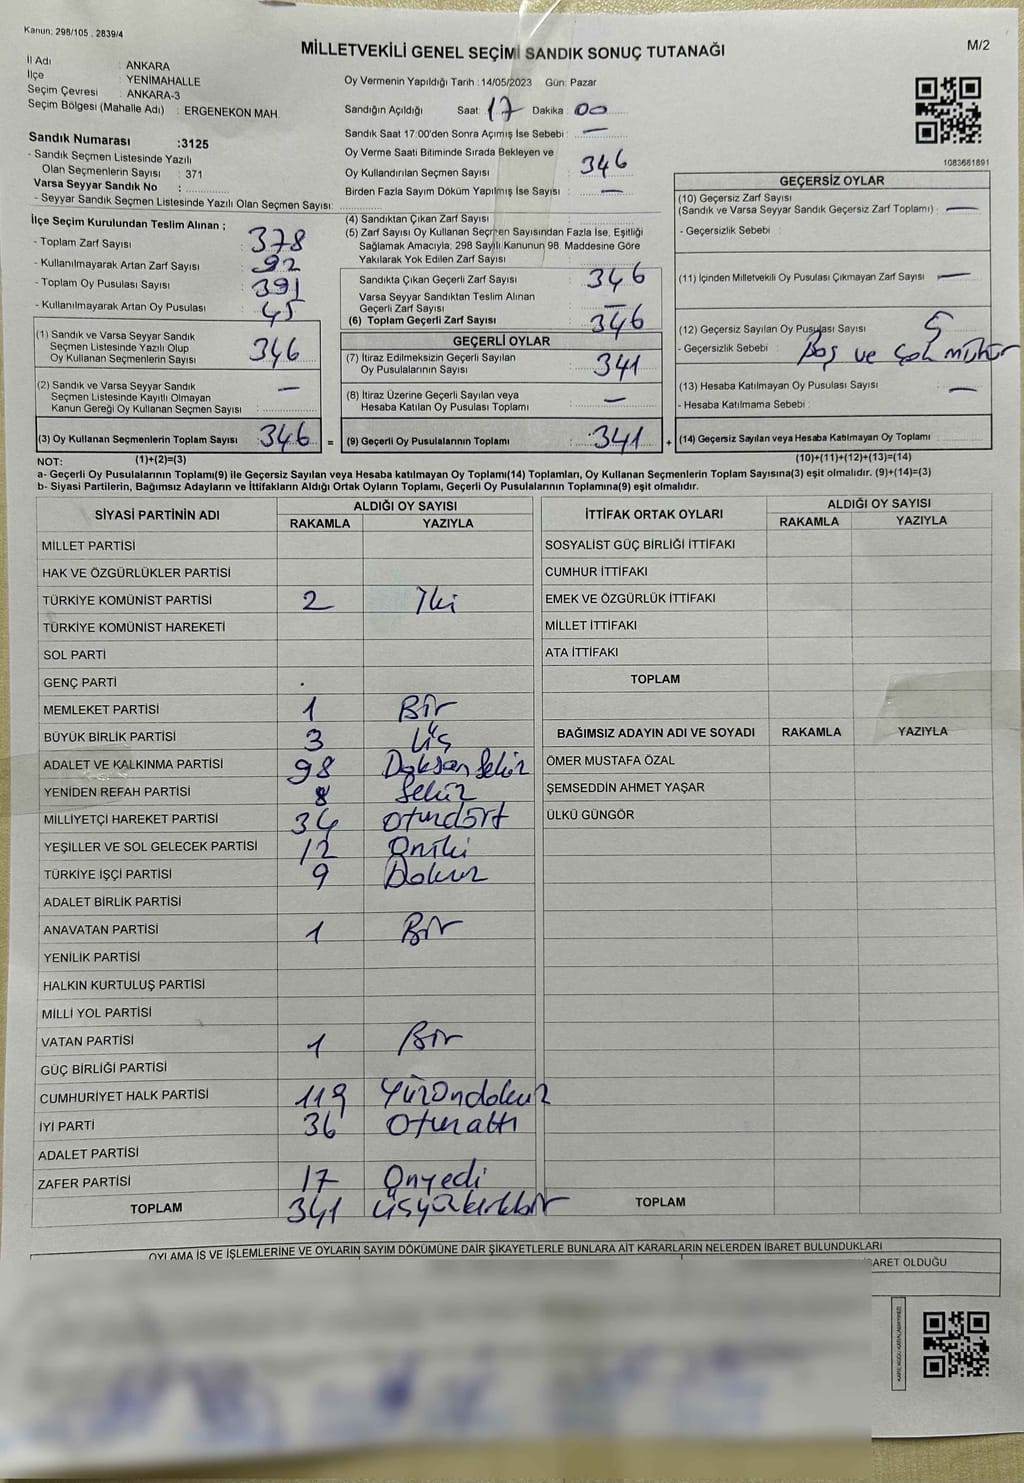 Kanun; 298/105 , 2839/4
MİLLETVEKİLİ GENEL SEÇİMİ SANDIK SONUÇ TUTANAĞI
M/2
İl Adı : ANKARA
İlçe : YENİMAHALLE
Seçim Çevresi : ANKARA-3
Seçim Bölgesi (Mahalle Adı) : ERGENEKON MAH.
Sandık Numarası :3125
- Sandık Seçmen Listesinde Yazılı
Olan Seçmenlerin Sayısı : 371
Varsa Seyyar Sandık No :
- Seyyar Sandık Seçmen Listesinde Yazılı Olan Seçmen Sayısı:
Oy Vermenin Yapıldığı Tarih : 14/05/2023 Gün: Pazar
Sandığın Açıldığı Saat: 17 Dakika : 00
Sandık Saat 17:00'den Sonra Açımış İse Sebebi : —
Oy Verme Saati Bitiminde Sırada Bekleyen ve
Oy Kullandırılan Seçmen Sayısı : 346
Birden Fazla Sayım Döküm Yapılmış İse Sayısı : —
1083681891
İlçe Seçim Kurulundan Teslim Alınan ;
- Toplam Zarf Sayısı : 378
- Kullanılmayarak Artan Zarf Sayısı : 92
- Toplam Oy Pusulası Sayısı : 391
- Kullanılmayarak Artan Oy Pusulası : 45
(1) Sandık ve Varsa Seyyar Sandık
Seçmen Listesinde Yazılı Olup
Oy Kullanan Seçmenlerin Sayısı : 346
(2) Sandık ve Varsa Seyyar Sandık
Seçmen Listesinde Kayıtlı Olmayan
Kanun Gereği Oy Kullanan Seçmen Sayısı : —
(3) Oy Kullanan Seçmenlerin Toplam Sayısı : 346 =
(4) Sandıktan Çıkan Zarf Sayısı :
(5) Zarf Sayısı Oy Kullanan Seçmen Sayısından Fazla İse, Eşitliği
Sağlamak Amacıyla, 298 Sayılı Kanunun 98. Maddesine Göre
Yakılarak Yok Edilen Zarf Sayısı :
Sandıkta Çıkan Geçerli Zarf Sayısı : 346
Varsa Seyyar Sandıktan Teslim Alınan
Geçerli Zarf Sayısı : —
(6) Toplam Geçerli Zarf Sayısı : 346
GEÇERLİ OYLAR
(7) İtiraz Edilmeksizin Geçerli Sayılan
Oy Pusulalarının Sayısı : 341
(8) İtiraz Üzerine Geçerli Sayılan veya
Hesaba Katılan Oy Pusulası Toplamı : —
(9) Geçerli Oy Pusulalarının Toplamı : 341 +
GEÇERSİZ OYLAR
(10) Geçersiz Zarf Sayısı
(Sandık ve Varsa Seyyar Sandık Geçersiz Zarf Toplamı) : —
- Geçersizlik Sebebi :
(11) İçinden Milletvekili Oy Pusulası Çıkmayan Zarf Sayısı : —
(12) Geçersiz Sayılan Oy Pusulası Sayısı : 5
- Geçersizlik Sebebi : Boş ve çok mühür
(13) Hesaba Katılmayan Oy Pusulası Sayısı : —
- Hesaba Katılmama Sebebi :
(14) Geçersiz Sayılan veya Hesaba Katılmayan Oy Toplamı :
NOT: (1)+(2)=(3) (10)+(11)+(12)+(13)=(14)
a- Geçerli Oy Pusulalarının Toplamı(9) ile Geçersiz Sayılan veya Hesaba katılmayan Oy Toplamı(14) Toplamları, Oy Kullanan Seçmenlerin Toplam Sayısına(3) eşit olmalıdır. (9)+(14)=(3)
b- Siyasi Partilerin, Bağımsız Adayların ve İttifakların Aldığı Ortak Oyların Toplamı, Geçerli Oy Pusulalarının Toplamına(9) eşit olmalıdır.
SİYASİ PARTİNİN ADI ALDIĞI OY SAYISI
RAKAMLA YAZIYLA
MİLLET PARTİSİ
HAK VE ÖZGÜRLÜKLER PARTİSİ
TÜRKİYE KOMÜNİST PARTİSİ 2 İki
TÜRKİYE KOMÜNİST HAREKETİ
SOL PARTİ
GENÇ PARTİ
MEMLEKET PARTİSİ 1 Bir
BÜYÜK BİRLİK PARTİSİ 3 Üç
ADALET VE KALKINMA PARTİSİ 98 Doksan Sekiz
YENİDEN REFAH PARTİSİ 8 Sekiz
MİLLİYETÇİ HAREKET PARTİSİ 34 Otuzdört
YEŞİLLER VE SOL GELECEK PARTİSİ 12 Oniki
TÜRKİYE İŞÇİ PARTİSİ 9 Dokuz
ADALET BİRLİK PARTİSİ
ANAVATAN PARTİSİ 1 Bir
YENİLİK PARTİSİ
HALKIN KURTULUŞ PARTİSİ
MİLLİ YOL PARTİSİ
VATAN PARTİSİ 1 Bir
GÜÇ BİRLİĞİ PARTİSİ
CUMHURİYET HALK PARTİSİ 119 Yüzondokuz
İYİ PARTİ 36 Otuzaltı
ADALET PARTİSİ
ZAFER PARTİSİ 17 Onyedi
TOPLAM 341 Üçyüzkırkbir
İTTİFAK ORTAK OYLARI ALDIĞI OY SAYISI
RAKAMLA YAZIYLA
SOSYALİST GÜÇ BİRLİĞİ İTTİFAKI
CUMHUR İTTİFAKI
EMEK VE ÖZGÜRLÜK İTTİFAKI
MİLLET İTTİFAKI
ATA İTTİFAKI
TOPLAM
BAĞIMSIZ ADAYIN ADI VE SOYADI RAKAMLA YAZIYLA
ÖMER MUSTAFA ÖZAL
ŞEMSEDDİN AHMET YAŞAR
ÜLKÜ GÜNGÖR
TOPLAM
OYLAMA İŞ VE İŞLEMLERİNE VE OYLARIN SAYIM DÖKÜMÜNE DAİR ŞİKAYETLERLE BUNLARA AİT KARARLARIN NELERDEN İBARET BULUNDUKLARI
BARET OLDUĞU